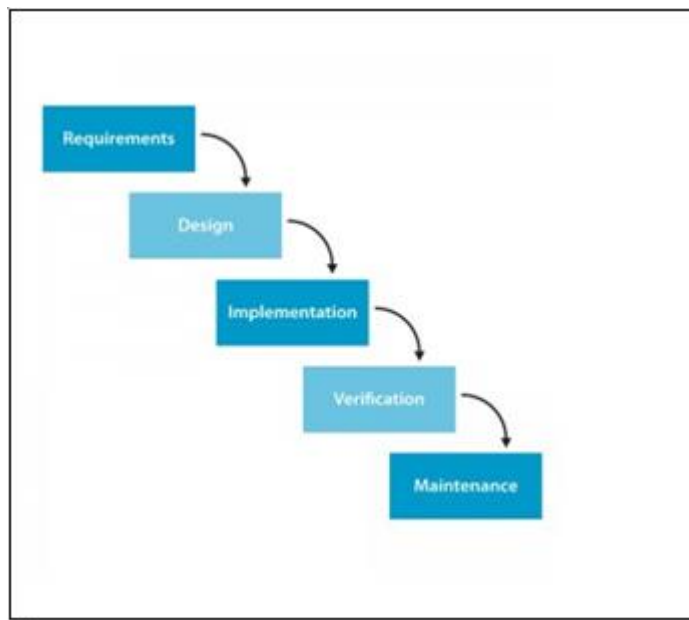 Requirements
Design
Implementation
Verification
Maintenance